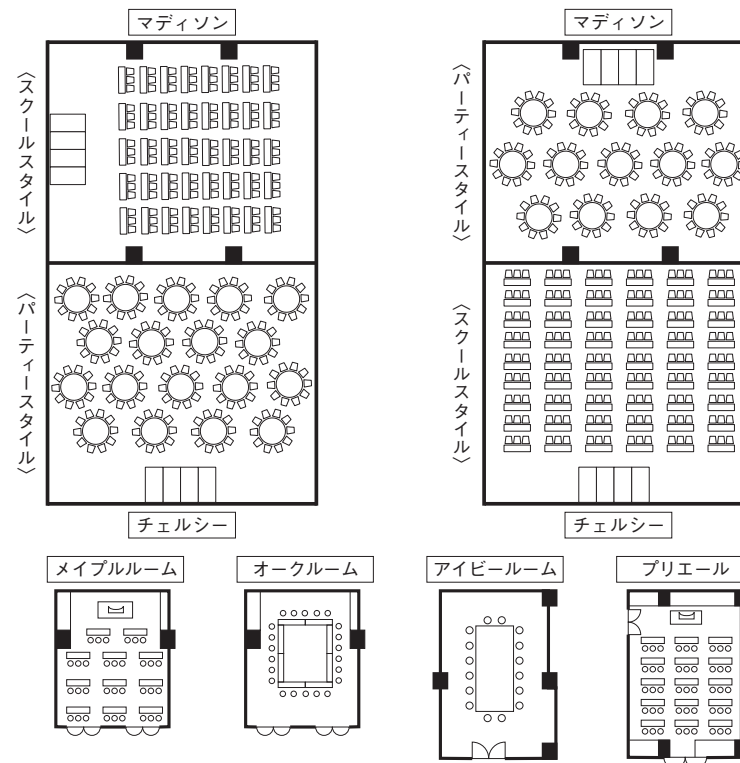 マディソン
〈スクールスタイル〉
〈パーティースタイル〉
チェルシー
マディソン
〈パーティースタイル〉
〈スクールスタイル〉
チェルシー
メイプルルーム
オークルーム
アイビールーム
プリエール